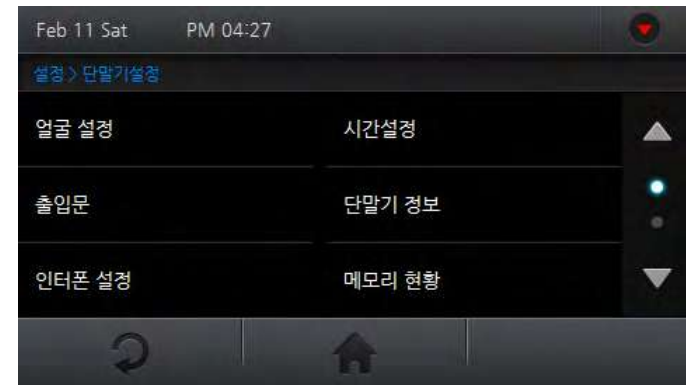 Feb 11 Sat PM 04:27
설정 > 단말기설정
얼굴 설정 시간설정
출입문 단말기 정보
인터폰 설정 메모리 현황